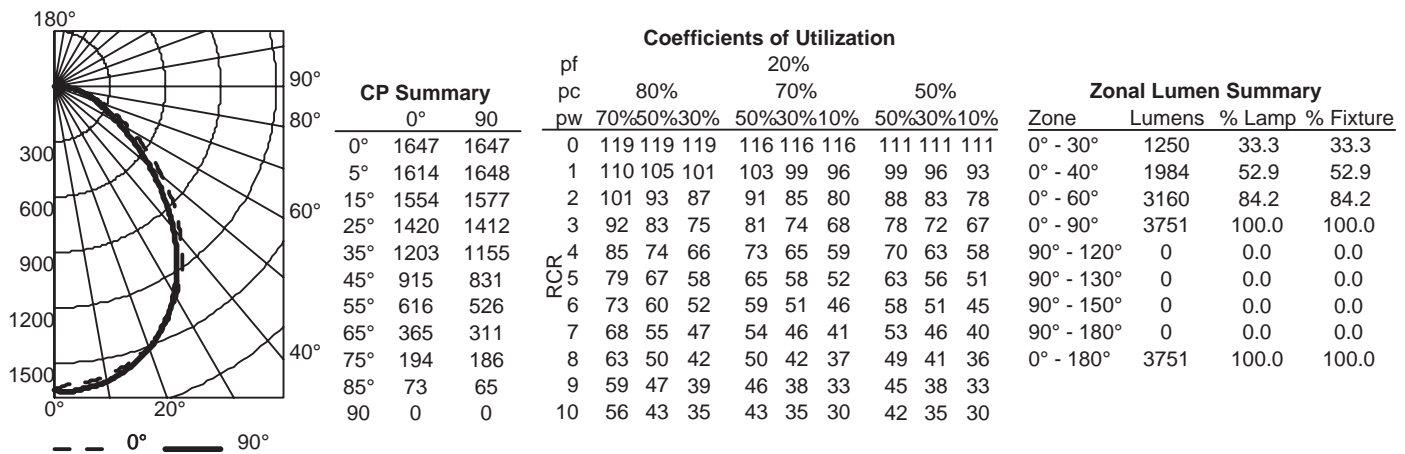 180°
90°
80°
60°
40°
300
600
900
1200
1500
0°
20°
0°
90°
CP Summary
0° 90
0° 1647 1647
5° 1614 1648
15° 1554 1577
25° 1420 1412
35° 1203 1155
45° 915 831
55° 616 526
65° 365 311
75° 194 186
85° 73 65
90 0 0
Coefficients of Utilization
pf 20%
pc 80% 70% 50%
pw 70%50%30% 50%30%10% 50%30%10%
RCR
0 119 119 119 116 116 116 111 111 111
1 110 105 101 103 99 96 99 96 93
2 101 93 87 91 85 80 88 83 78
3 92 83 75 81 74 68 78 72 67
4 85 74 66 73 65 59 70 63 58
5 79 67 58 65 58 52 63 56 51
6 73 60 52 59 51 46 58 51 45
7 68 55 47 54 46 41 53 46 40
8 63 50 42 50 42 37 49 41 36
9 59 47 39 46 38 33 45 38 33
10 56 43 35 43 35 30 42 35 30
Zonal Lumen Summary
Zone Lumens % Lamp % Fixture
0° - 30° 1250 33.3 33.3
0° - 40° 1984 52.9 52.9
0° - 60° 3160 84.2 84.2
0° - 90° 3751 100.0 100.0
90° - 120° 0 0.0 0.0
90° - 130° 0 0.0 0.0
90° - 150° 0 0.0 0.0
90° - 180° 0 0.0 0.0
0° - 180° 3751 100.0 100.0